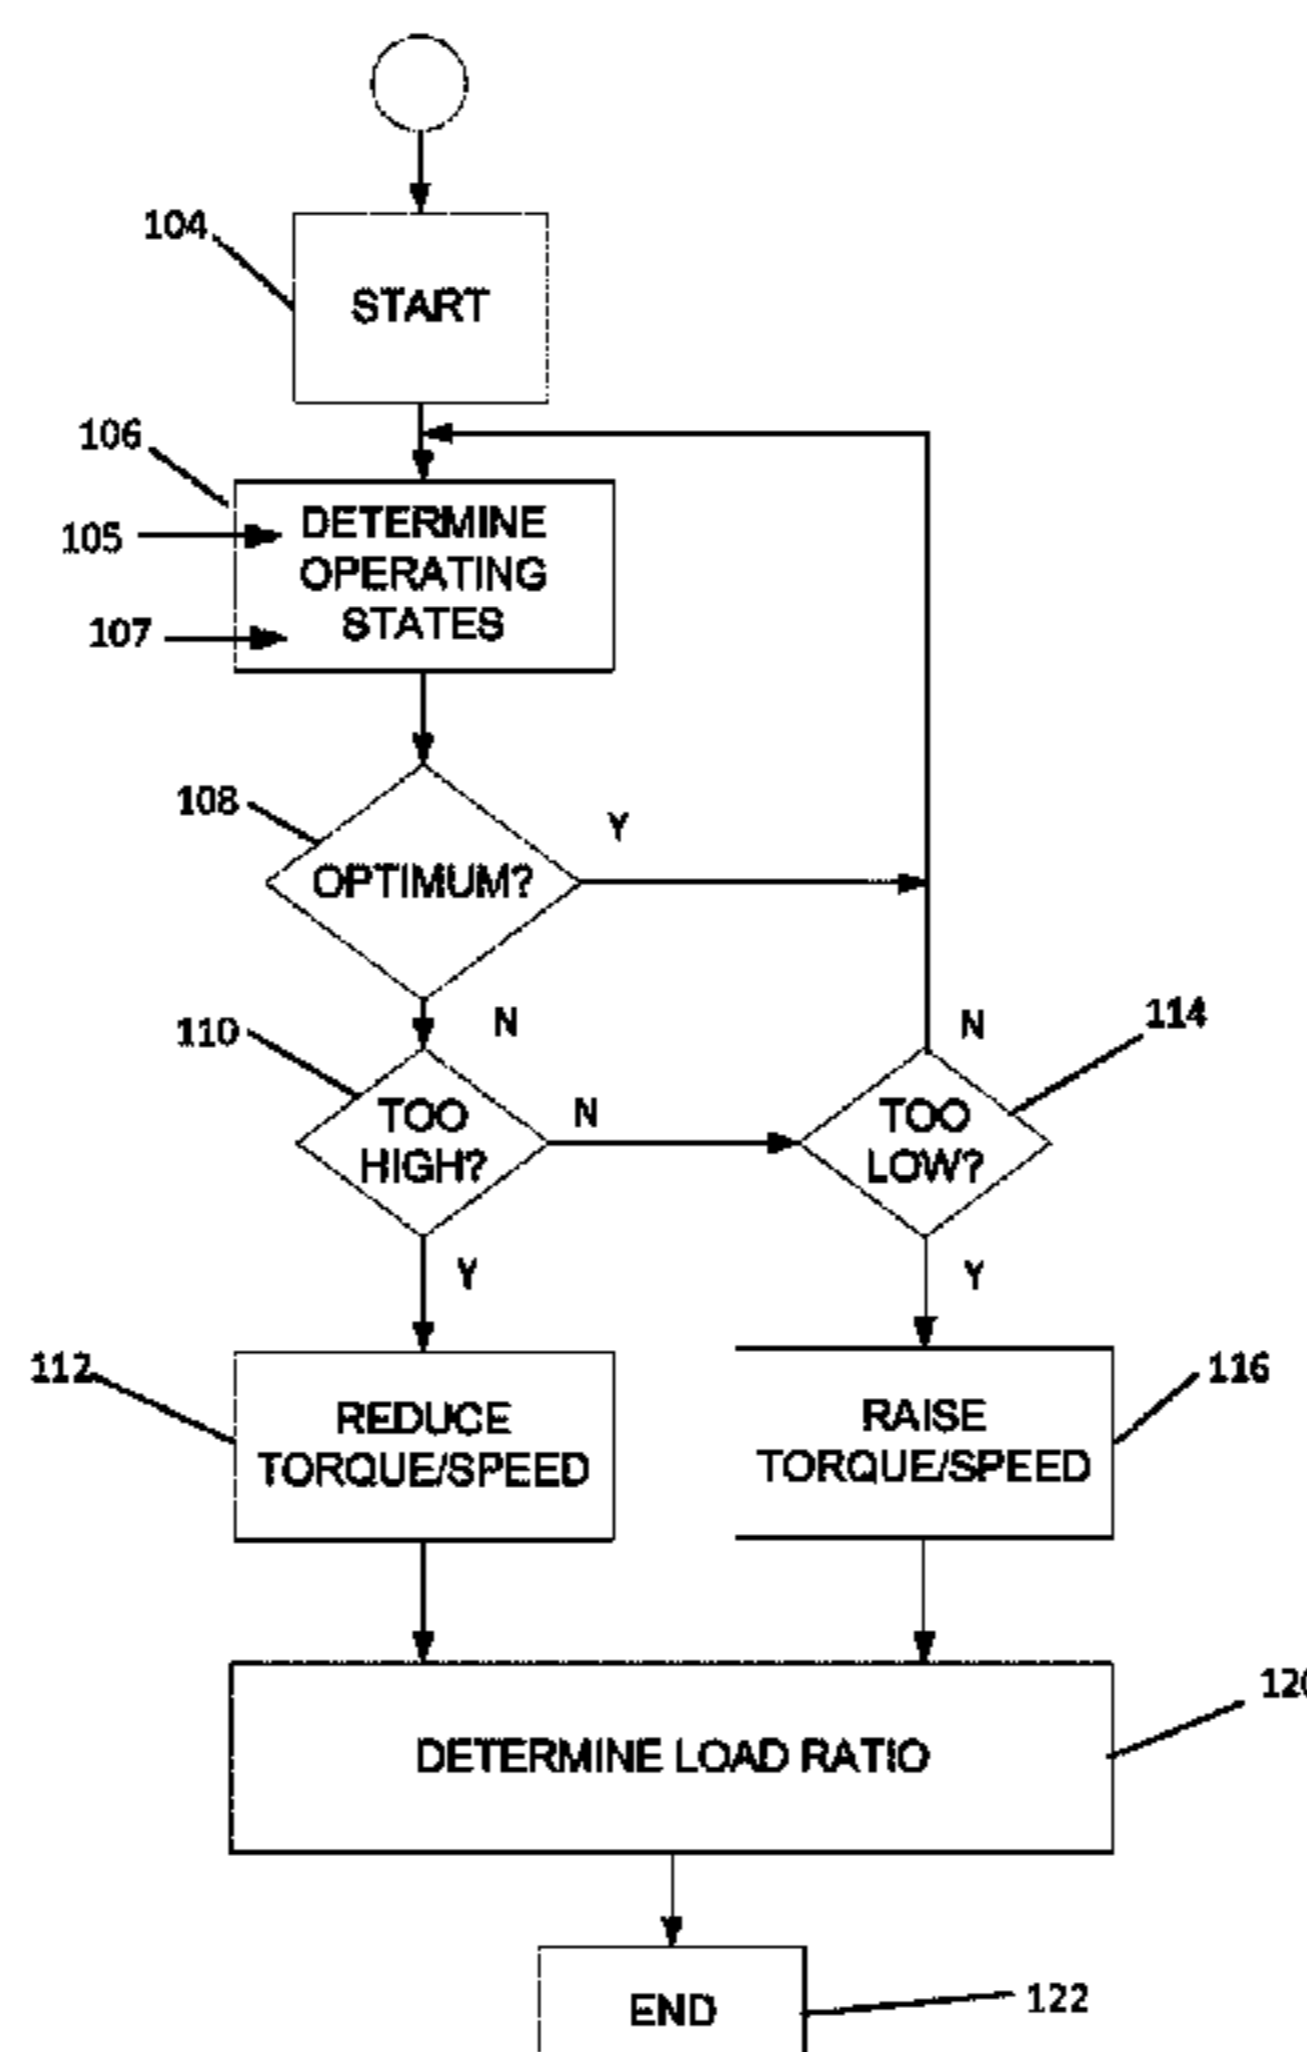 104
START
106
105
DETERMINE
OPERATING
STATES
107
108
OPTIMUM?
Y
N
110
TOO
HIGH?
N
N
114
TOO
LOW?
Y
Y
112
REDUCE
TORQUE/SPEED
RAISE
TORQUE/SPEED
116
DETERMINE LOAD RATIO
120
END
122